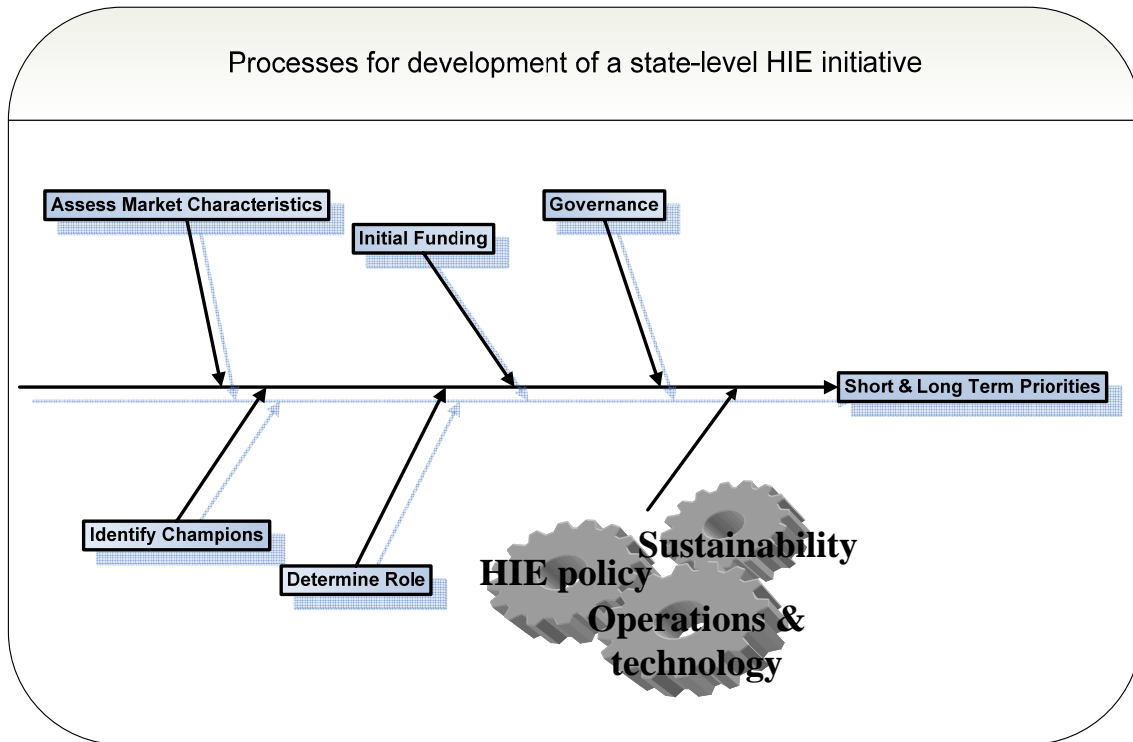 Processes for development of a state-level HIE initiative
Assess Market Characteristics
Governance
Initial Funding
Short & Long Term Priorities
Identify Champions
Determine Role
Sustainability
HIE policy
Operations &
technology